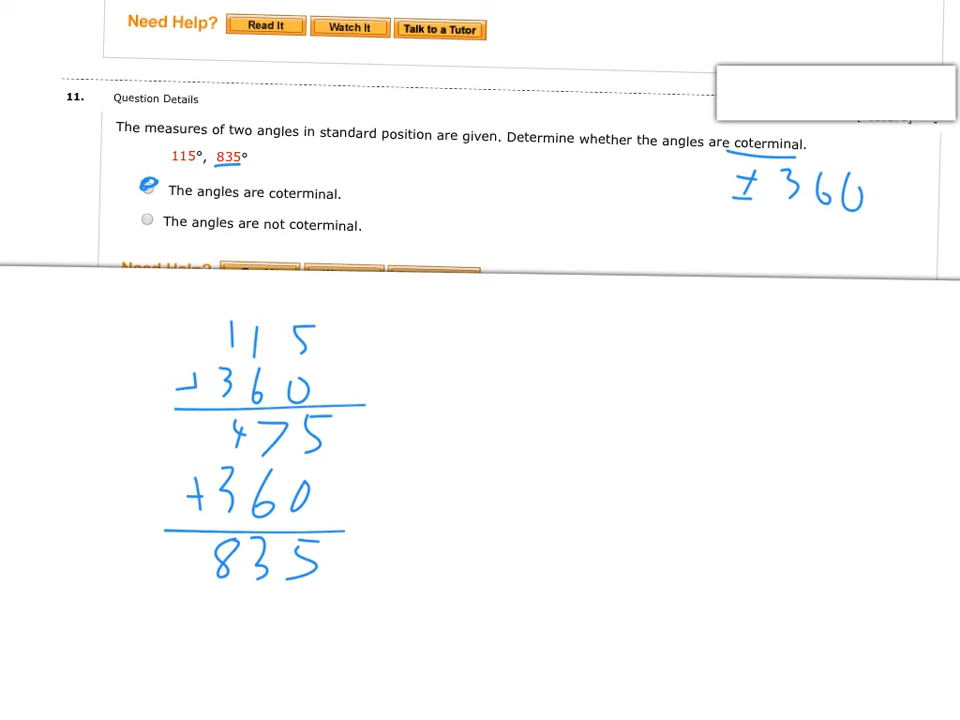 Need Help? Read It Watch It Talk to a Tutor
11. Question Details
The measures of two angles in standard position are given. Determine whether the angles are coterminal.
115°, 835°
± 360
The angles are coterminal.
The angles are not coterminal.
Need Help?
115
+360
475
+360
835